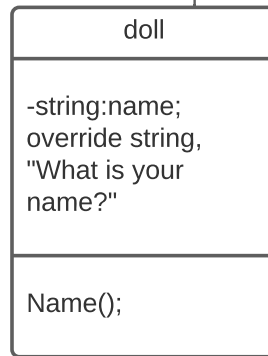 doll
-string:name;
override string,
"What is your
name?"
Name();